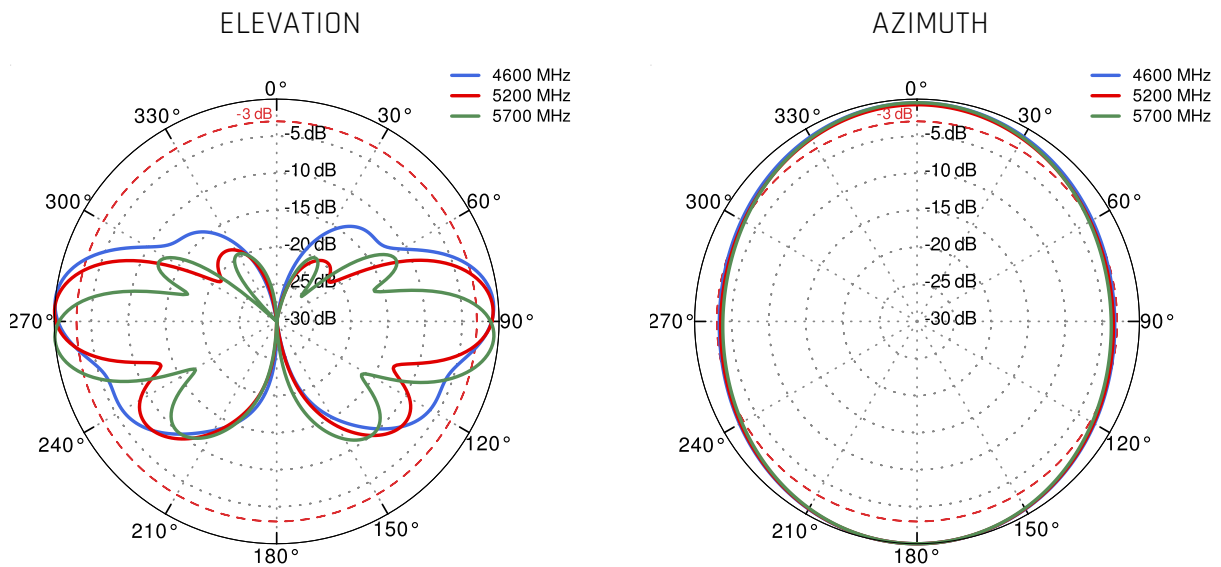 ELEVATION
4600 MHz
5200 MHz
5700 MHz
0°
30°
60°
90°
120°
150°
180°
210°
240°
270°
300°
330°
-3 dB
-5 dB
-10 dB
-15 dB
-20 dB
-25 dB
-30 dB
AZIMUTH
4600 MHz
5200 MHz
5700 MHz
0°
30°
60°
90°
120°
150°
180°
210°
240°
270°
300°
330°
-3 dB
-5 dB
-10 dB
-15 dB
-20 dB
-25 dB
-30 dB